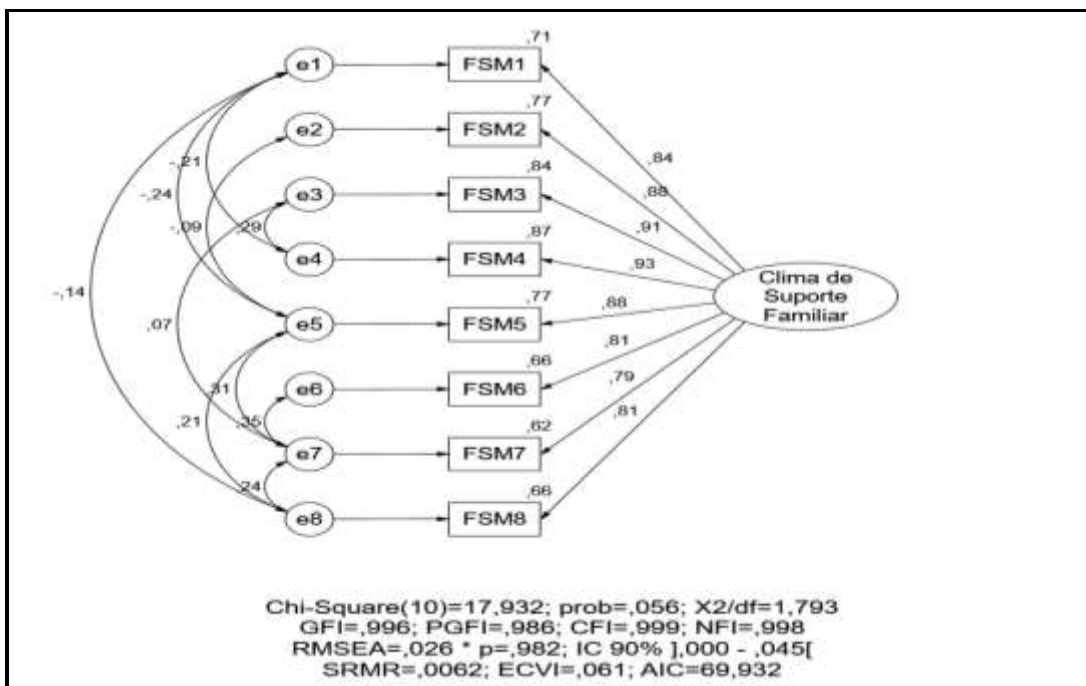 ,71
e1 FSM1
,77
e2 FSM2
,84
-,21 ,84
-,24 e3 ,84 FSM3 ,88
-,09 ,29 ,87 ,91
e4 FSM4 ,93
-,14 ,77 ,88
Clima de
Suporte
Familiar
,07 e5 FSM5 ,81
,66 ,79
,31 e6 FSM6 ,81
,21 ,35 ,62
e7 FSM7
,24 ,66
e8 FSM8
Chi-Square(10)=17,932; prob=,056; X2/df=1,793
GFI=,996; PGFI=,986; CFI=,999; NFI=,998
RMSEA=,026 * p=,982; IC 90% ],000 - ,045[
SRMR=,0062; ECVI=,061; AIC=69,932